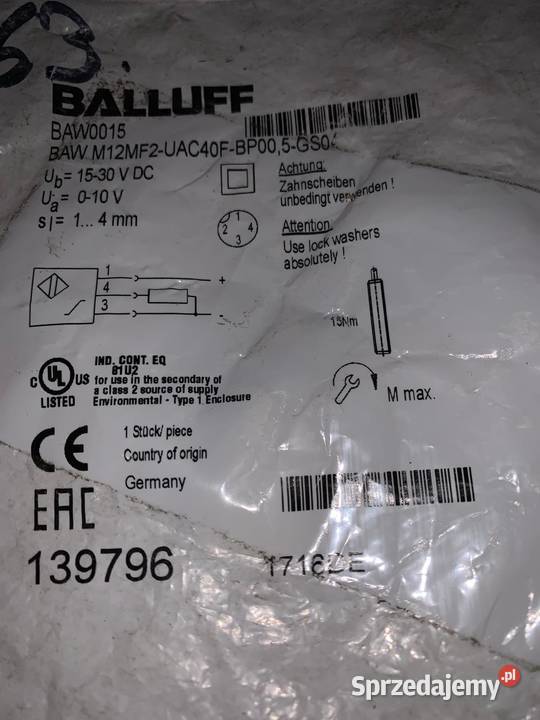 53.
BALLUFF
BAW0015
BAW M12MF2-UAC40F-BP00,5-GS04
Ub= 15-30 V DC
Ua= 0-10 V
sl= 1... 4 mm
Achtung:
Zahnscheiben
unbedingt verwenden !
1
2
3
4
Attention
Use lock washers
absolutely !
1
4
3
+
-
15Nm
IND. CONT. EQ
81U2
for use in the secondary of
a class 2 source of supply
Environmental - Type 1 Enclosure
C UL US
LISTED
M max.
CE
1 Stück/ piece
Country of origin
Germany
EAC
139796
1716DE
Sprzedajemy.pl